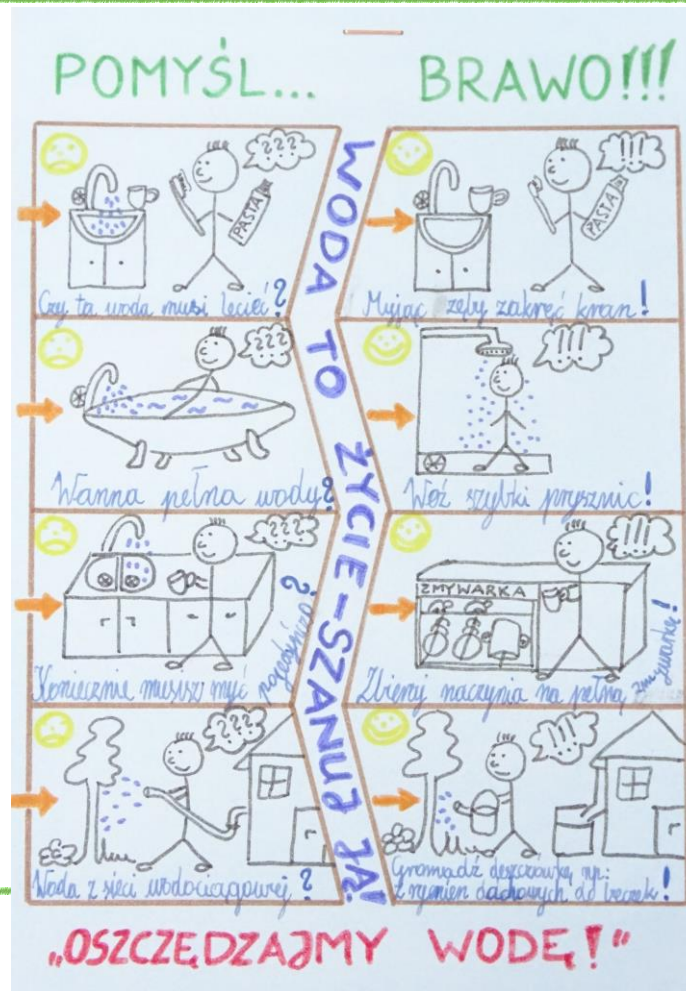 POMYŚL...
BRAWO!!!
WODA TO ŻYCIE - SZANUJ JĄ!
???
PASTA
Czy ta woda musi lecieć?
!!!
PASTA
Myjąc zęby zakręć kran!
???
Wanna pełna wody?
!!!
Weź szybki prysznic!
???
Koniecznie musisz myć pojedynczo?
!!!
ZMYWARKA
Zbieraj naczynia na pełną zmywarkę!
???
Woda z sieci wodociągowej?
!!!
Gromadź deszczówkę np:
z rynien dachowych do beczek!
„OSZCZĘDZAJMY WODĘ!"